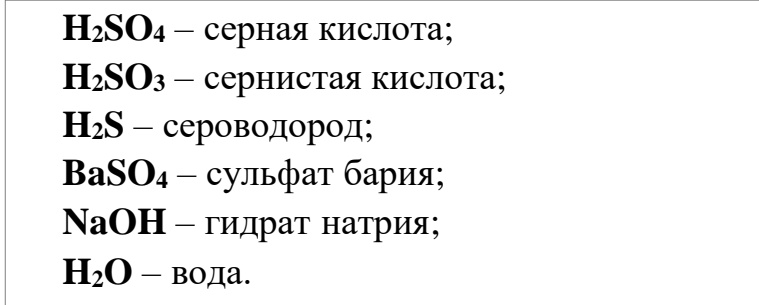 H₂SO₄ – серная кислота;
H₂SO₃ – сернистая кислота;
H₂S – сероводород;
BaSO₄ – сульфат бария;
NaOH – гидрат натрия;
H₂O – вода.